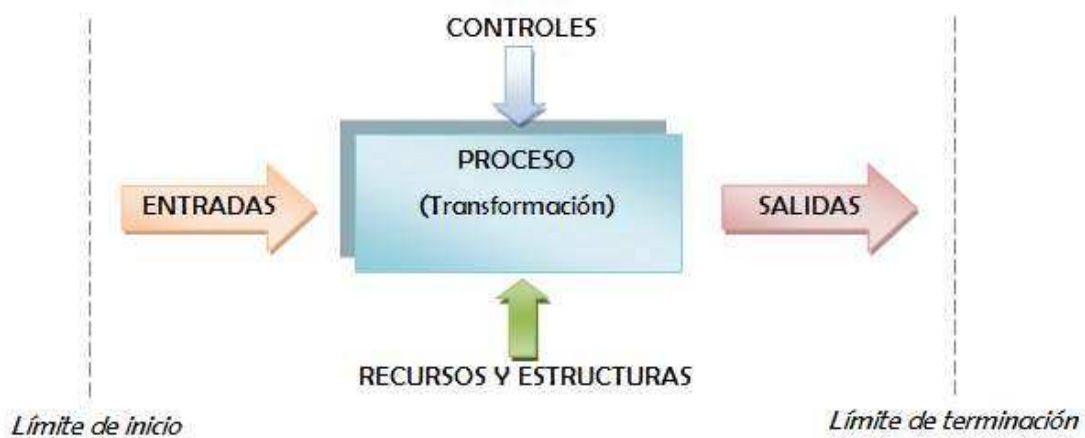 CONTROLES
PROCESO
(Transformación)
ENTRADAS
SALIDAS
RECURSOS Y ESTRUCTURAS
Límite de inicio
Límite de terminación